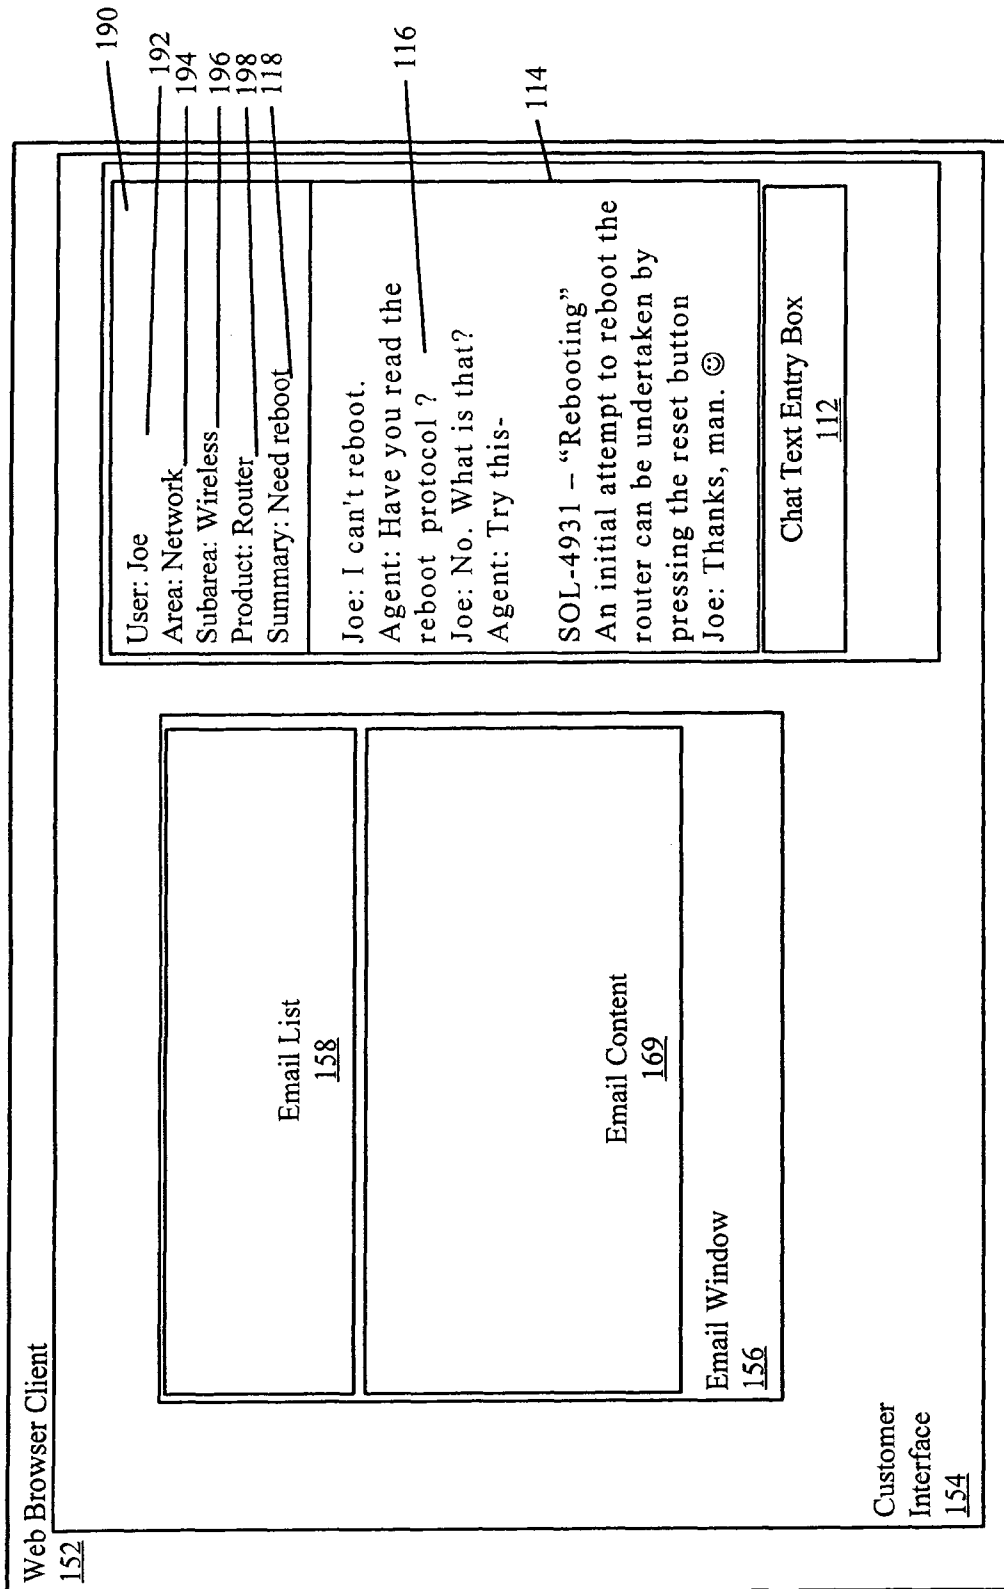 Web Browser Client
152
Email List
158
Email Content
169
Email Window
156
Customer
Interface
154
User: Joe
Area: Network
Subarea: Wireless
Product: Router
Summary: Need reboot
Joe: I can't reboot.
Agent: Have you read the
reboot protocol ?
Joe: No. What is that?
Agent: Try this-
SOL-4931 – “Rebooting”
An initial attempt to reboot the
router can be undertaken by
pressing the reset button
Joe: Thanks, man. ☺
Chat Text Entry Box
112
190
192
194
196
198
118
116
114